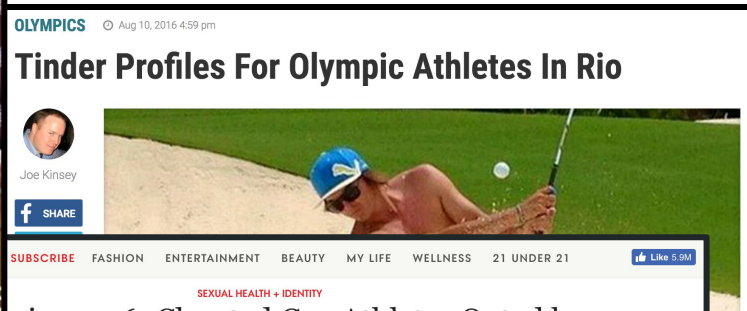 OLYMPICS Aug 10, 2016 4:59 pm
Tinder Profiles For Olympic Athletes In Rio
Joe Kinsey
f SHARE
SUBSCRIBE FASHION ENTERTAINMENT BEAUTY MY LIFE WELLNESS 21 UNDER 21 Like 5.9M
SEXUAL HEALTH + IDENTITY